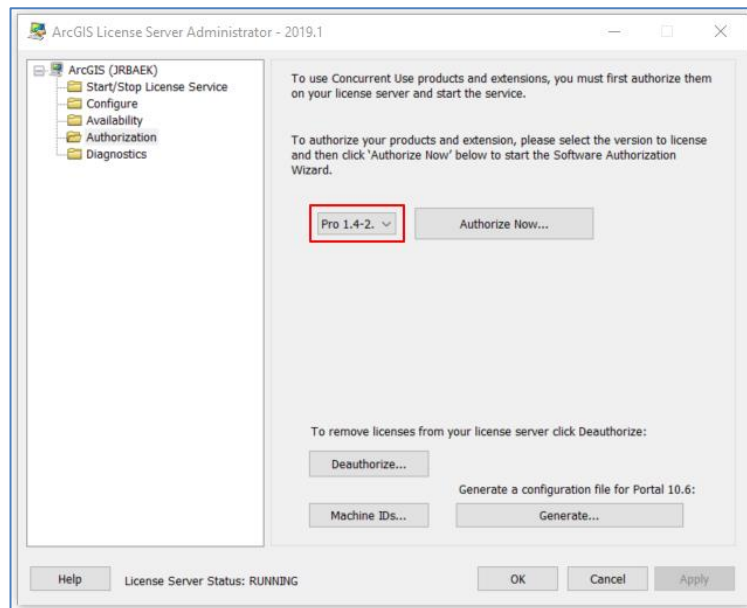 ArcGIS License Server Administrator - 2019.1
ArcGIS (JRBAEK)
Start/Stop License Service
Configure
Availability
Authorization
Diagnostics
To use Concurrent Use products and extensions, you must first authorize them
on your license server and start the service.
To authorize your products and extension, please select the version to license
and then click 'Authorize Now' below to start the Software Authorization
Wizard.
Pro 1.4-2.
Authorize Now...
To remove licenses from your license server click Deauthorize:
Deauthorize...
Generate a configuration file for Portal 10.6:
Machine IDs...
Generate...
Help
License Server Status: RUNNING
OK
Cancel
Apply